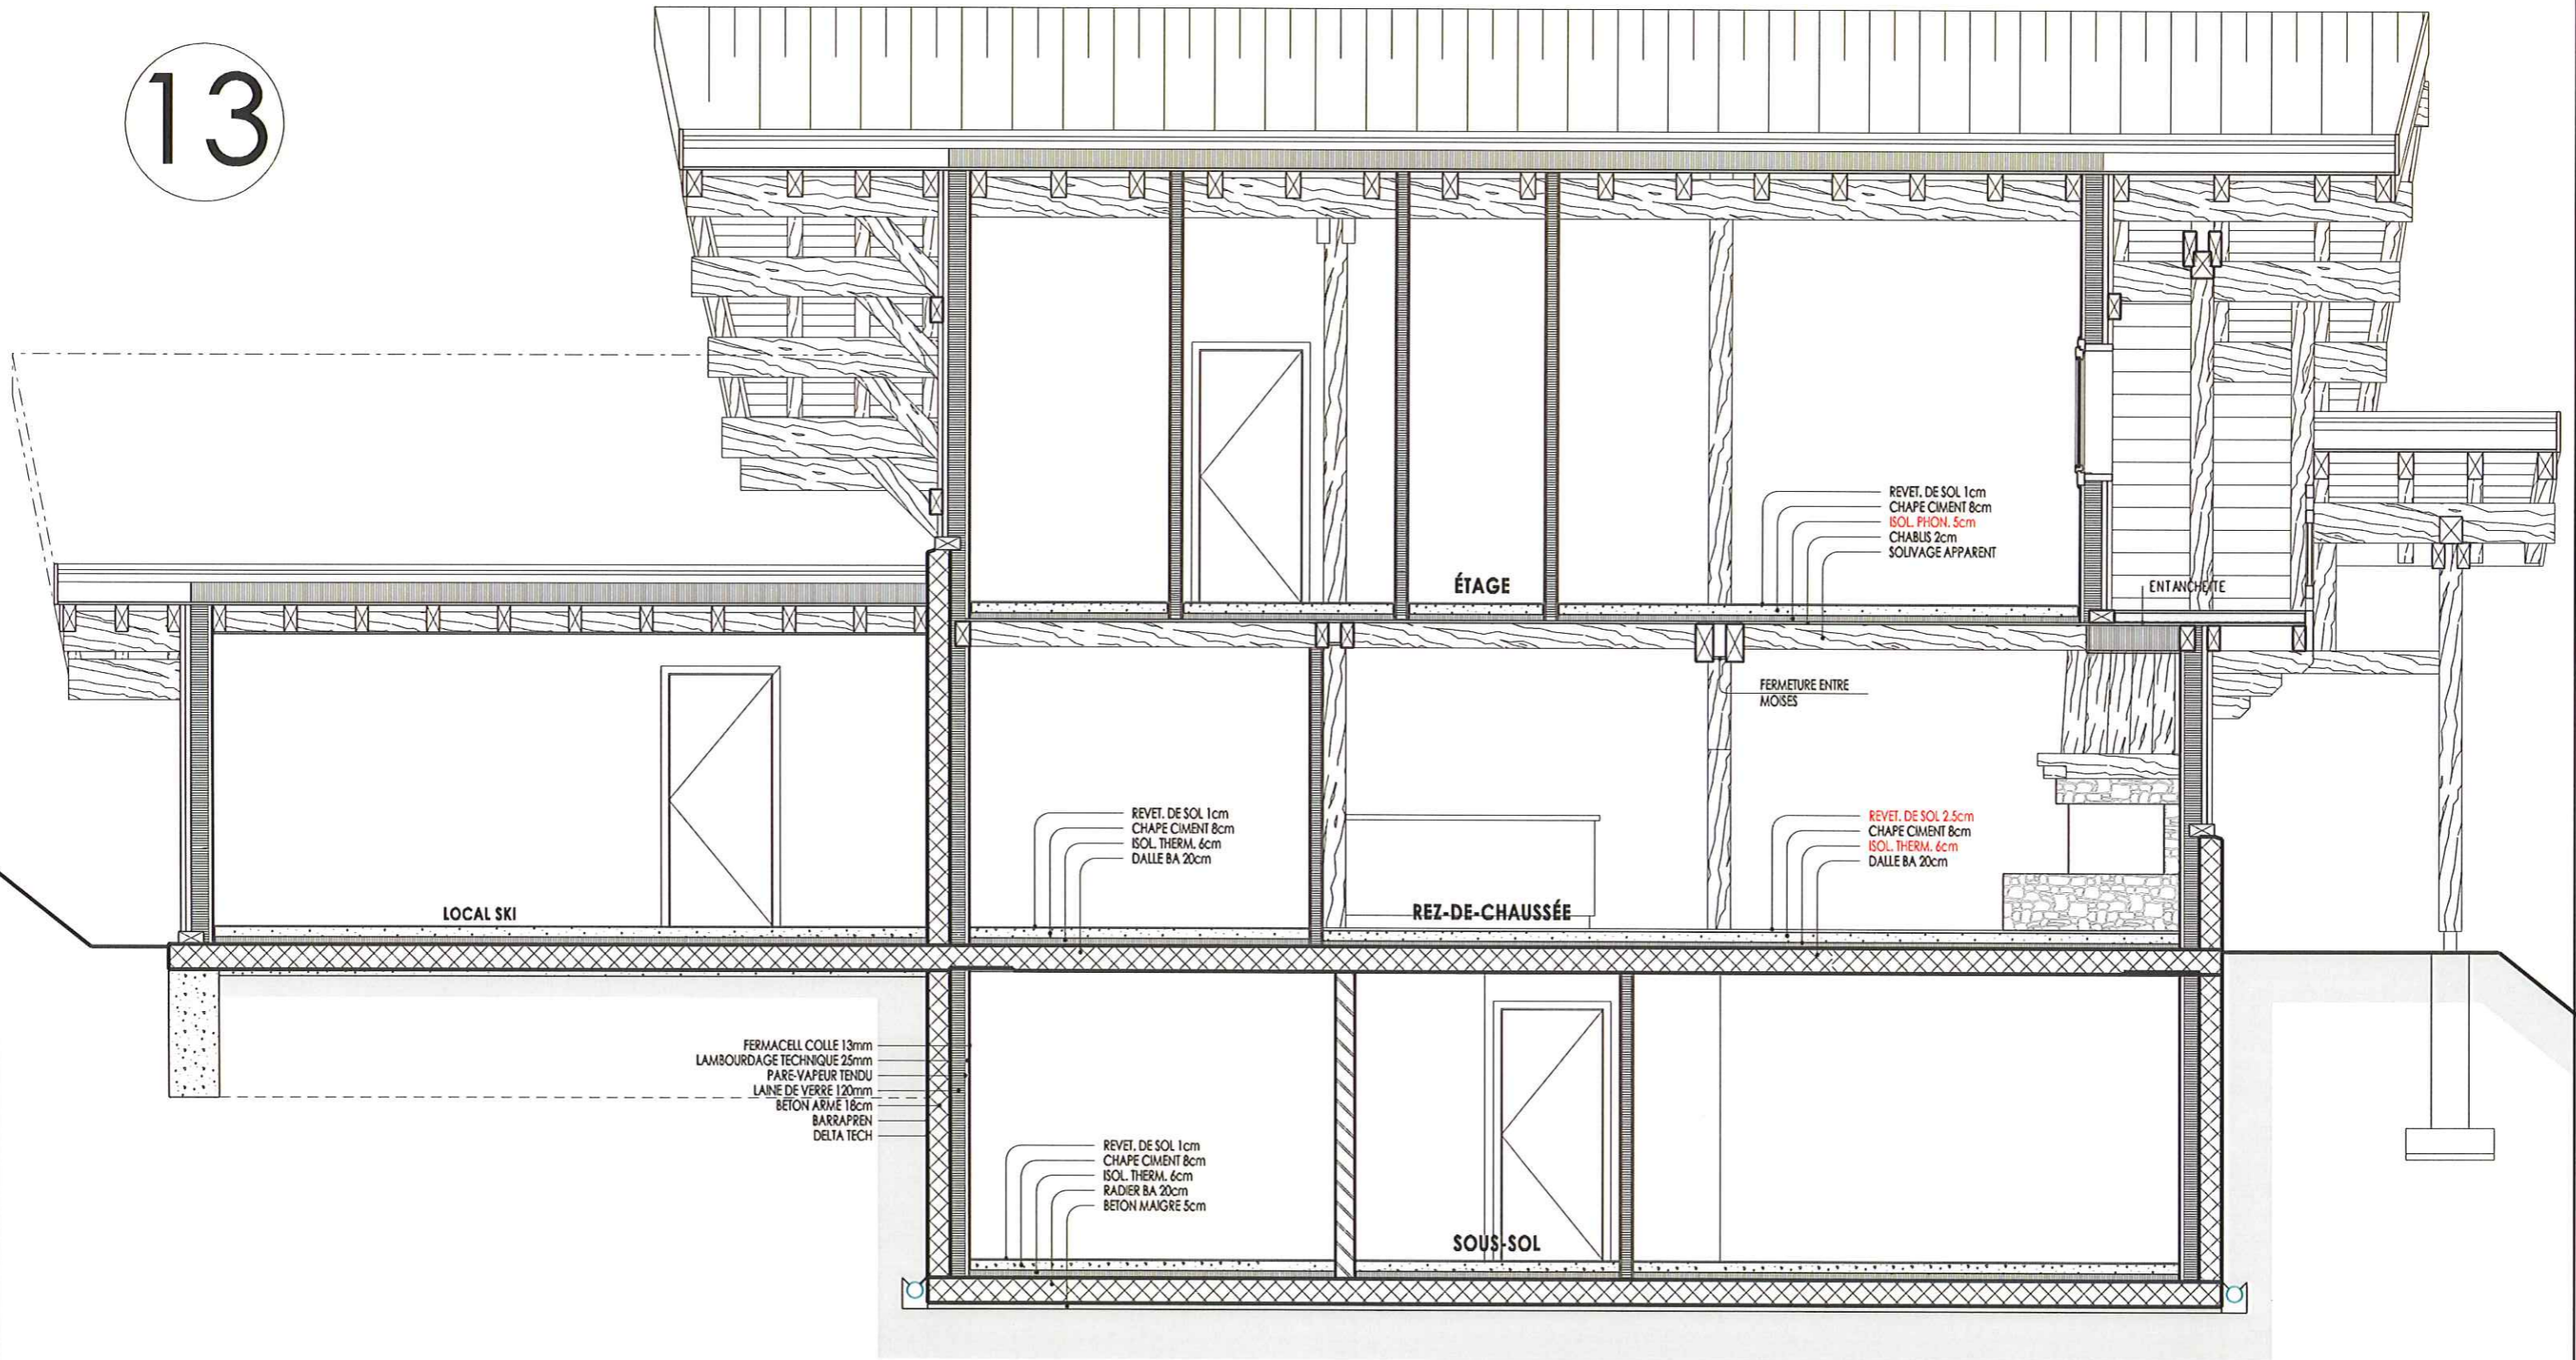 13
REVET. DE SOL 1cm
CHAPE CIMENT 8cm
ISOL. PHON. 5cm
CHABLIS 2cm
SOLIVAGE APPARENT
ÉTAGE
ENTANCHEITE
FERMETURE ENTRE
MOISES
REVET. DE SOL 1cm
CHAPE CIMENT 8cm
ISOL. THERM. 6cm
DALLE BA 20cm
REVET. DE SOL 2.5cm
CHAPE CIMENT 8cm
ISOL. THERM. 6cm
DALLE BA 20cm
LOCAL SKI
REZ-DE-CHAUSSÉE
FERMACELL COLLE 13mm
LAMBOURDAGE TECHNIQUE 25mm
PARE-VAPEUR TENDU
LAINE DE VERRE 120mm
BETON ARME 18cm
BARRAPREN
DELTA TECH
REVET. DE SOL 1cm
CHAPE CIMENT 8cm
ISOL. THERM. 6cm
RADIER BA 20cm
BETON MAIGRE 5cm
SOUS-SOL